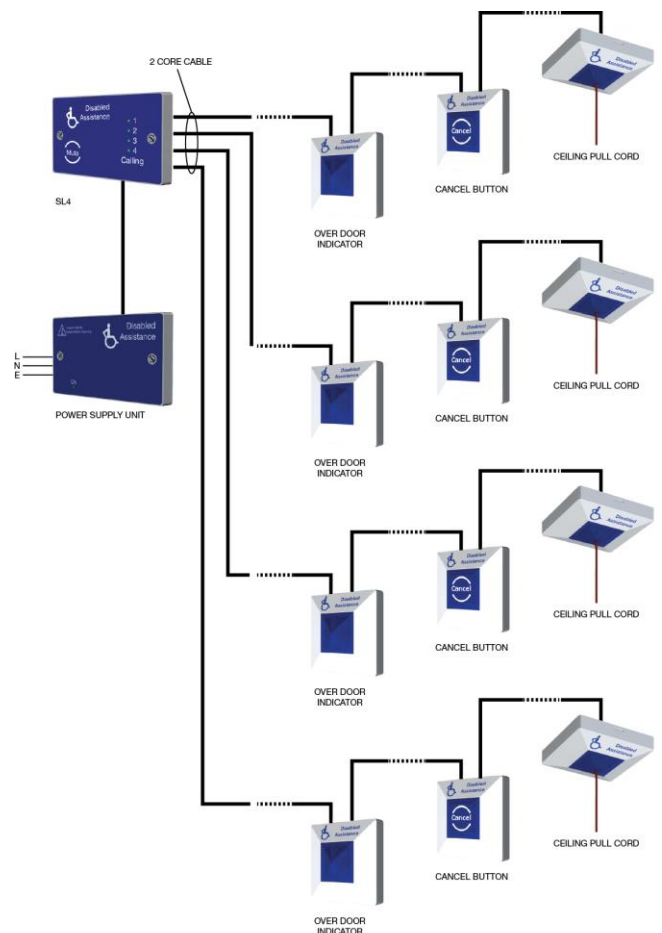 2 CORE CABLE
Disabled
Assistance
1
2
3
4
Mute
Calling
SL4
Disabled
Assistance
On
L
N
E
POWER SUPPLY UNIT
Disabled
Assistance
OVER DOOR
INDICATOR
Disabled
Assistance
Cancel
CANCEL BUTTON
Disabled
Assistance
CEILING PULL CORD
Disabled
Assistance
OVER DOOR
INDICATOR
Disabled
Assistance
Cancel
CANCEL BUTTON
Disabled
Assistance
CEILING PULL CORD
Disabled
Assistance
OVER DOOR
INDICATOR
Disabled
Assistance
Cancel
CANCEL BUTTON
Disabled
Assistance
CEILING PULL CORD
Disabled
Assistance
OVER DOOR
INDICATOR
Disabled
Assistance
Cancel
CANCEL BUTTON
Disabled
Assistance
CEILING PULL CORD